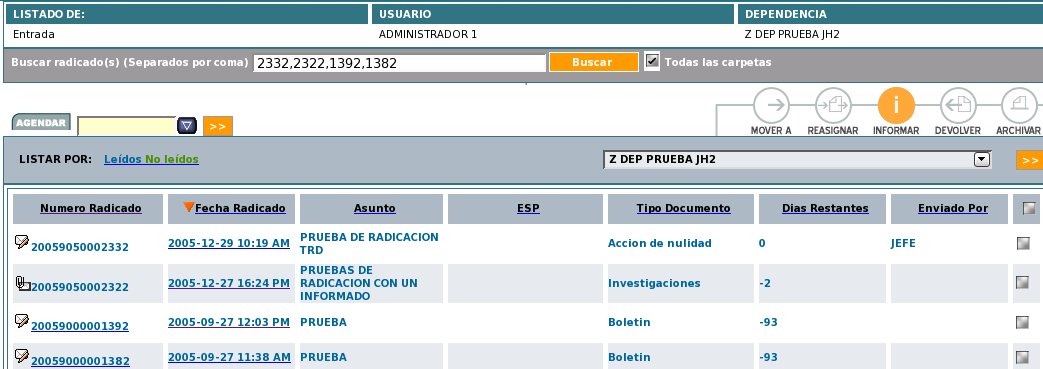 LISTADO DE: USUARIO DEPENDENCIA
Entrada ADMINISTRADOR 1 Z DEP PRUEBA JH2
Buscar radicado(s) (Separados por coma) 2332,2322,1392,1382 Buscar Todas las carpetas
AGENDAR >>
i
MOVER A REASIGNAR INFORMAR DEVOLVER ARCHIVAR
LISTAR POR: Leídos No leídos Z DEP PRUEBA JH2 >>
Numero Radicado Fecha Radicado Asunto ESP Tipo Documento Dias Restantes Enviado Por
20059050002332 2005-12-29 10:19 AM PRUEBA DE RADICACION Accion de nulidad 0 JEFE
TRD
PRUEBAS DE
20059050002322 2005-12-27 16:24 PM RADICACION CON UN Investigaciones -2
INFORMADO
20059000001392 2005-09-27 12:03 PM PRUEBA Boletin -93
20059000001382 2005-09-27 11:38 AM PRUEBA Boletin -93